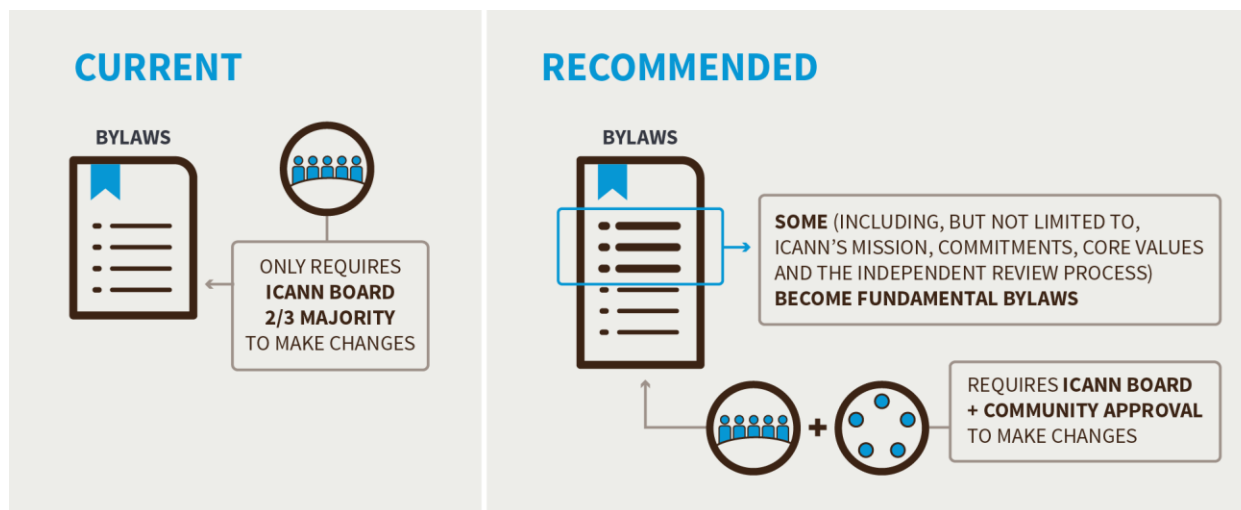 CURRENT
BYLAWS
ONLY REQUIRES
ICANN BOARD
2/3 MAJORITY
TO MAKE CHANGES
RECOMMENDED
BYLAWS
SOME (INCLUDING, BUT NOT LIMITED TO,
ICANN'S MISSION, COMMITMENTS, CORE VALUES
AND THE INDEPENDENT REVIEW PROCESS)
BECOME FUNDAMENTAL BYLAWS
+
REQUIRES ICANN BOARD
+ COMMUNITY APPROVAL
TO MAKE CHANGES